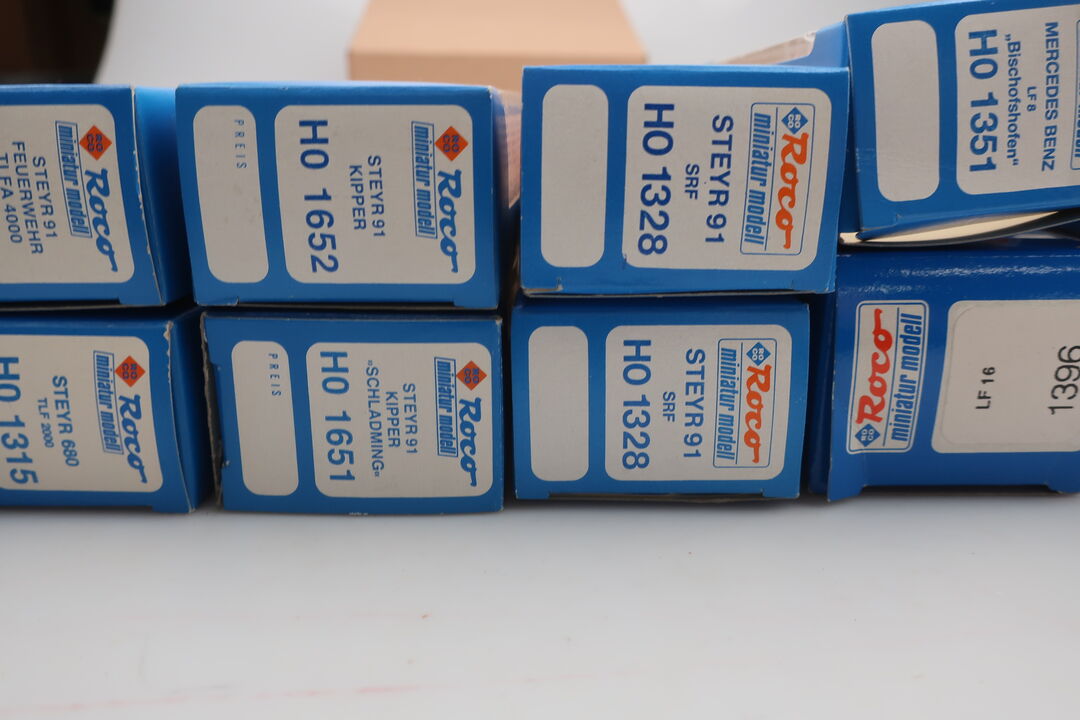 Roco
miniatur modell
STEYR 91
FEUERWEHR
TLFA 4000
PREIS
Roco
miniatur modell
STEYR 91
KIPPER
H0 1652
Roco
miniatur modell
STEYR 91
SRF
H0 1328
MERCEDES BENZ
LF 8
„Bischofshofen"
H0 1351
Roco
miniatur modell
STEYR 680
TLF 2000
H0 1315
PREIS
Roco
miniatur modell
STEYR 91
KIPPER
»SCHLADMING«
H0 1651
Roco
miniatur modell
STEYR 91
SRF
H0 1328
Roco
miniatur modell
LF 16
1396